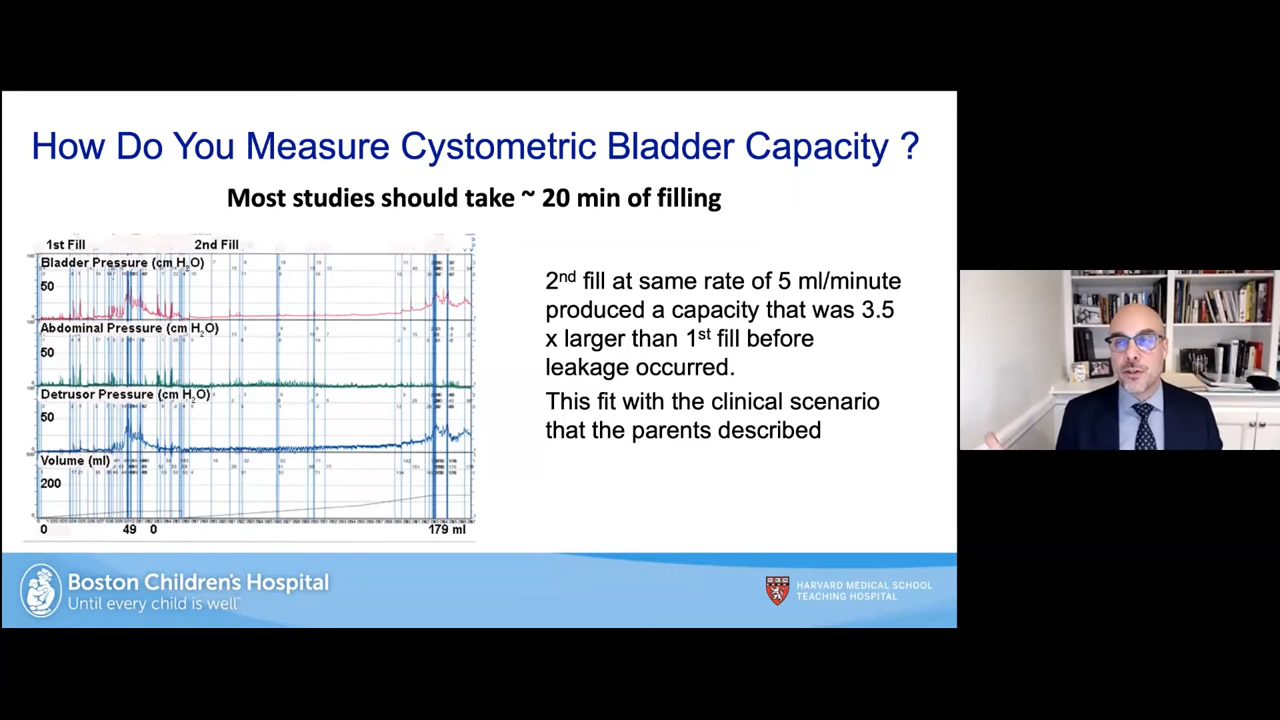 How Do You Measure Cystometric Bladder Capacity ?
Most studies should take ~ 20 min of filling
1st Fill
2nd Fill
Bladder Pressure (cm H2O)
50
Abdominal Pressure (cm H2O)
50
Detrusor Pressure (cm H2O)
50
Volume (ml)
200
0 49 0 179 ml
2nd fill at same rate of 5 ml/minute
produced a capacity that was 3.5
x larger than 1st fill before
leakage occurred.
This fit with the clinical scenario
that the parents described
Boston Children's Hospital
Until every child is well™
HARVARD MEDICAL SCHOOL
TEACHING HOSPITAL